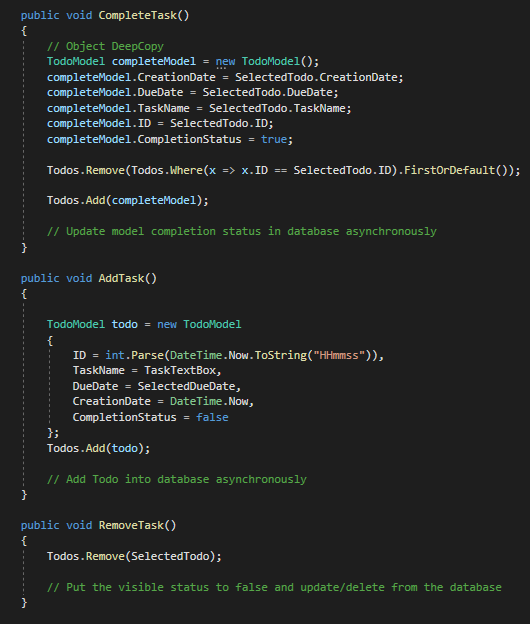 public void CompleteTask()
{
// Object DeepCopy
TodoModel completeModel = new TodoModel();
completeModel.CreationDate = SelectedTodo.CreationDate;
completeModel.DueDate = SelectedTodo.DueDate;
completeModel.TaskName = SelectedTodo.TaskName;
completeModel.ID = SelectedTodo.ID;
completeModel.CompletionStatus = true;
Todos.Remove(Todos.Where(x => x.ID == SelectedTodo.ID).FirstOrDefault());
Todos.Add(completeModel);
// Update model completion status in database asynchronously
}
public void AddTask()
{
TodoModel todo = new TodoModel
{
ID = int.Parse(DateTime.Now.ToString("HHmmss")),
TaskName = TaskTextBox,
DueDate = SelectedDueDate,
CreationDate = DateTime.Now,
CompletionStatus = false
};
Todos.Add(todo);
// Add Todo into database asynchronously
}
public void RemoveTask()
{
Todos.Remove(SelectedTodo);
// Put the visible status to false and update/delete from the database
}